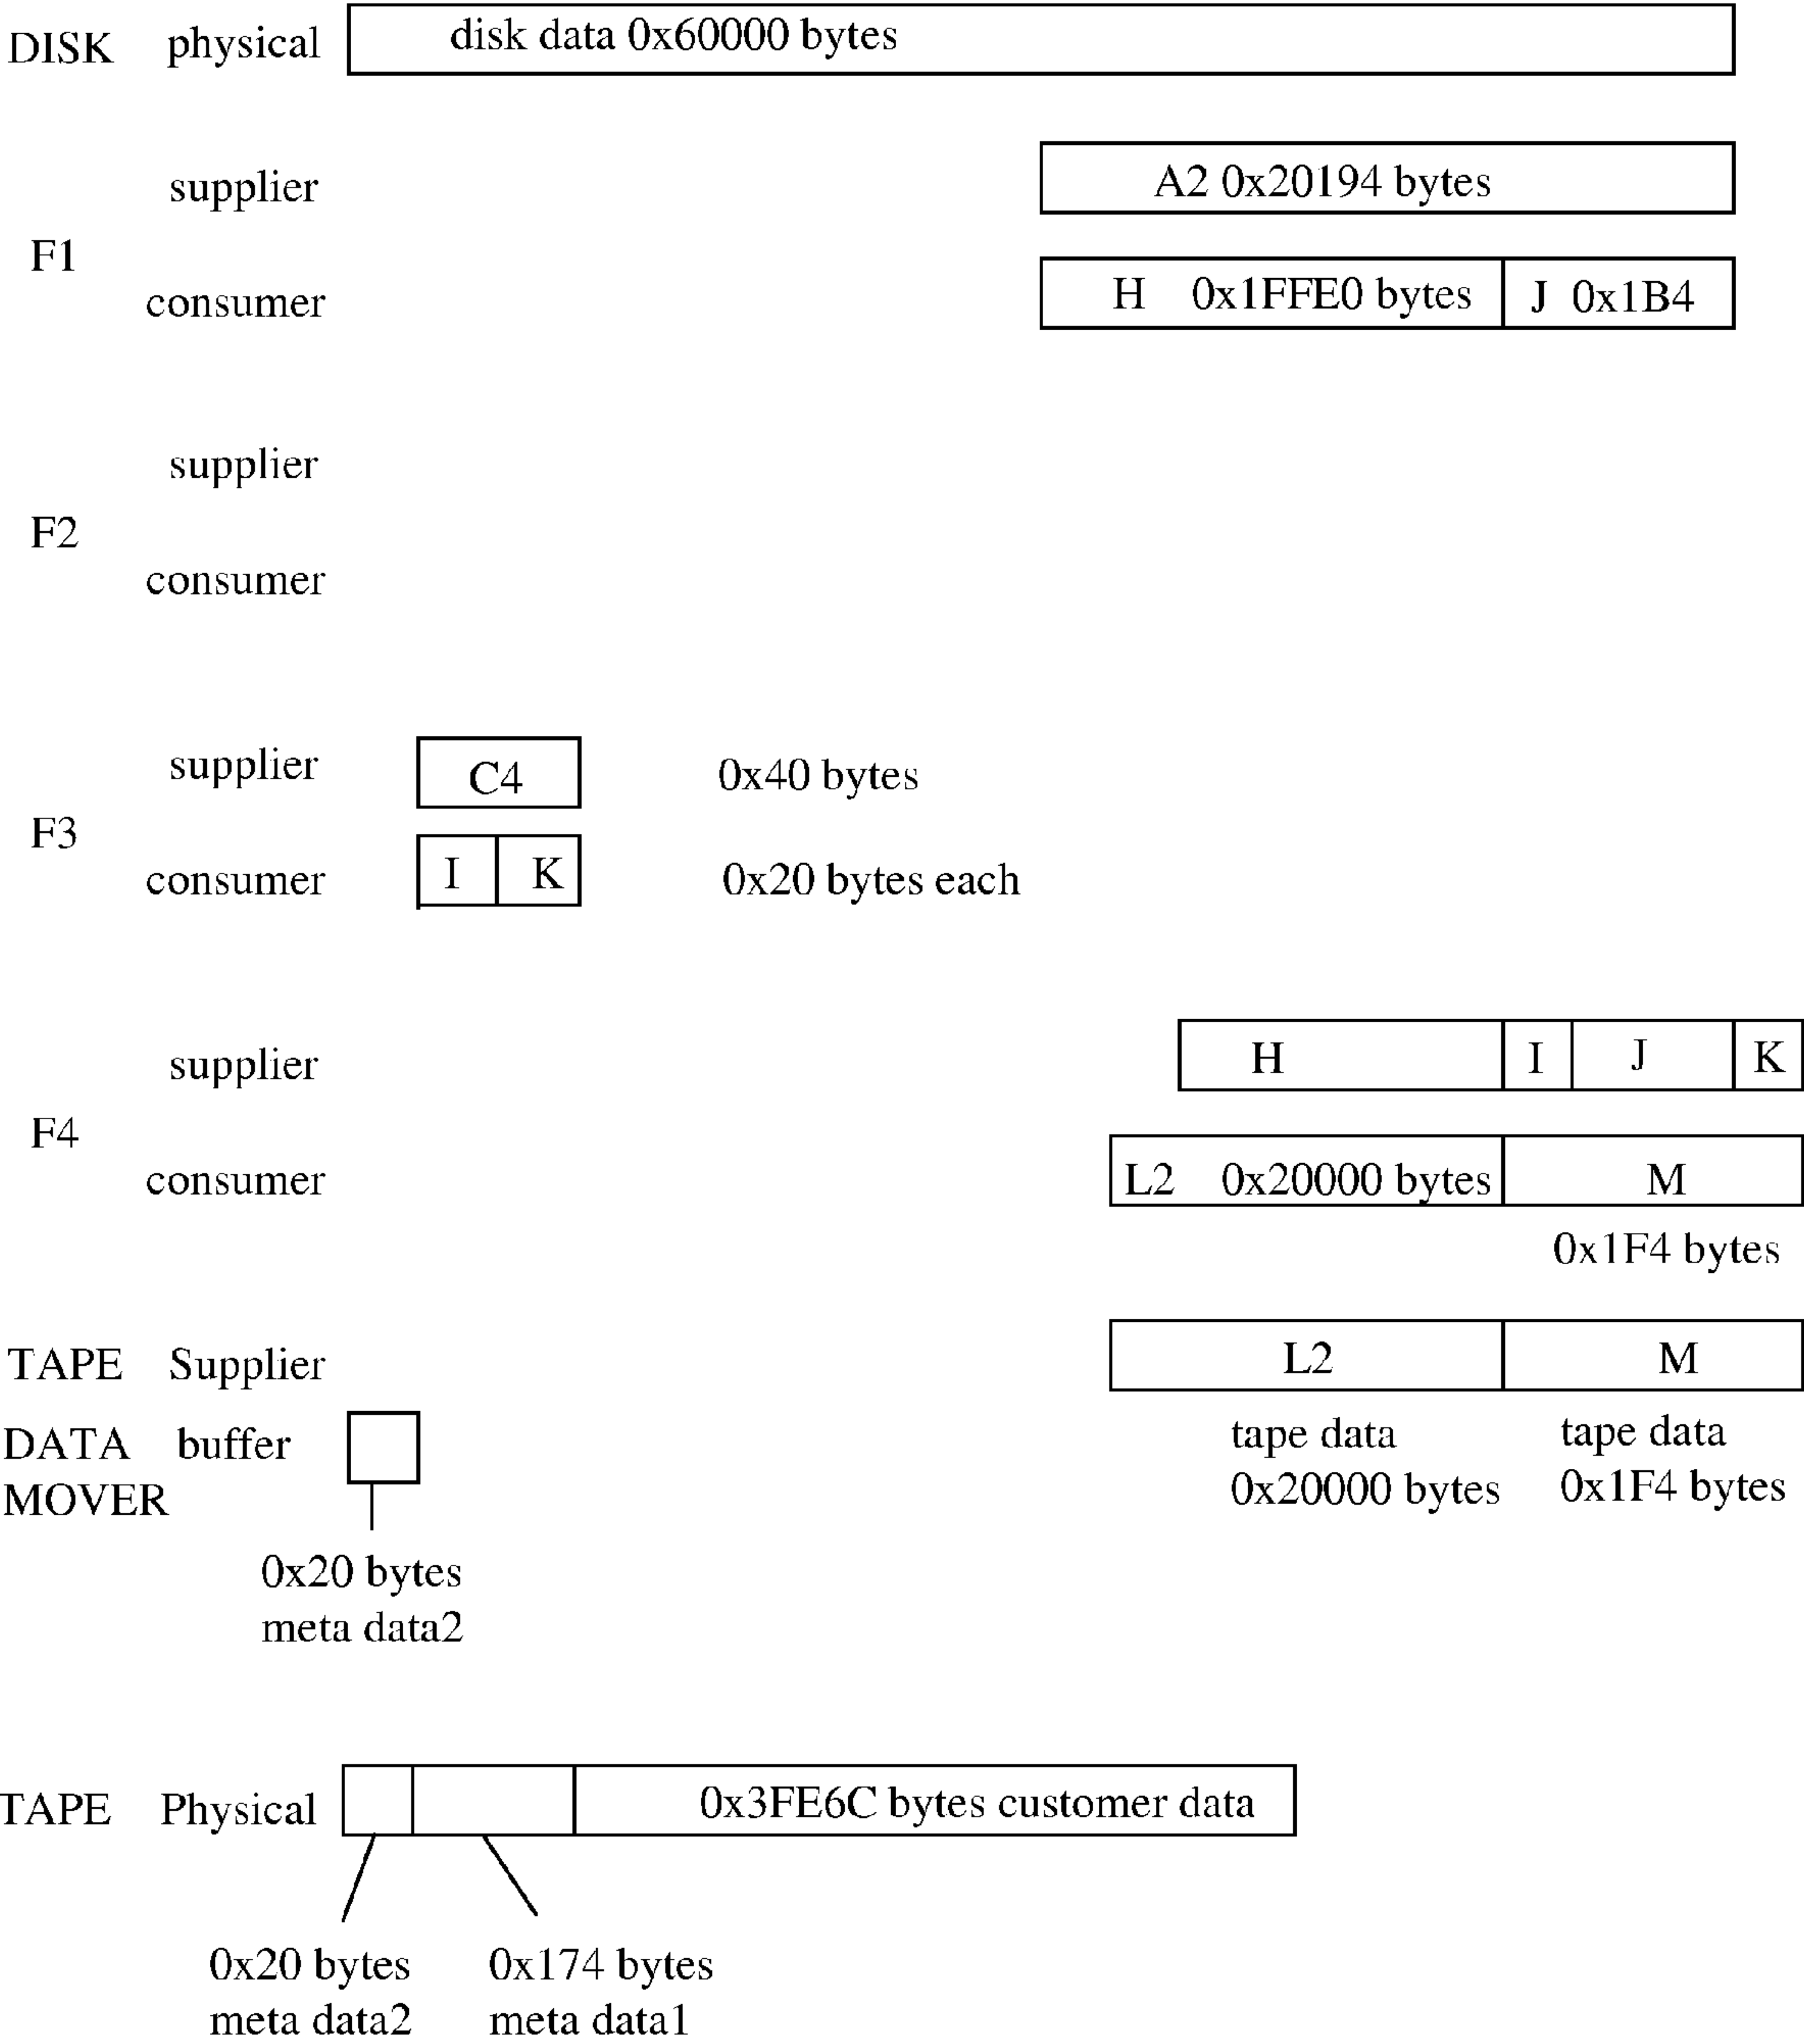 DISK physical disk data 0x60000 bytes
supplier A2 0x20194 bytes
F1
consumer H 0x1FFE0 bytes J 0x1B4
supplier
F2
consumer
supplier C4 0x40 bytes
F3
consumer I K 0x20 bytes each
supplier H I J K
F4
consumer L2 0x20000 bytes M
0x1F4 bytes
TAPE Supplier L2 M
DATA buffer tape data tape data
MOVER 0x20000 bytes 0x1F4 bytes
0x20 bytes
meta data2
TAPE Physical 0x3FE6C bytes customer data
0x20 bytes 0x174 bytes
meta data2 meta data1